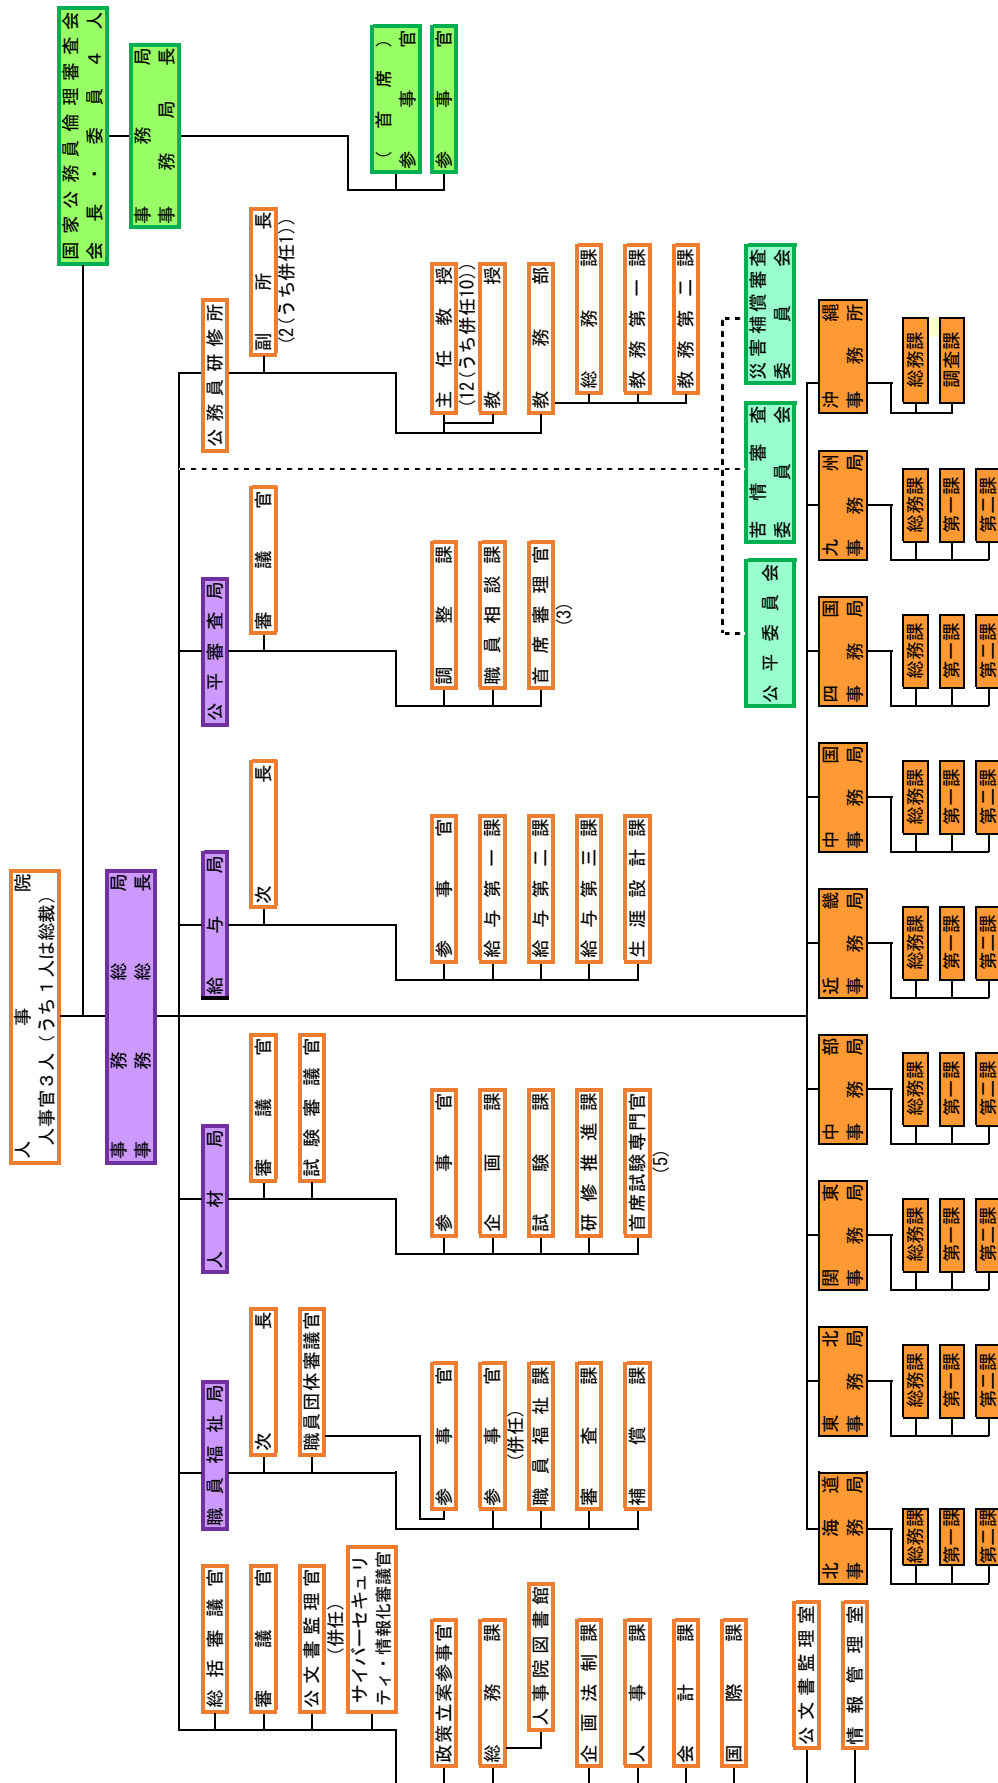 人事院
人事官３人（うち１人は総裁）
国家公務員倫理審査会
会長・委員４人
事務局
事務局長
（首席）
参事官
参事官
事務総局
事務総長
総括審議官
審議官
公文書監理官
(併任)
サイバーセキュリ
ティ・情報化審議官
政策立案参事官
総務課
人事院図書館
企画法制課
人事課
会計課
国際課
公文書監理室
情報管理室
職員福祉局
次長
職員団体審議官
参事官
参事官
(併任)
職員福祉課
審査課
補償課
人材局
審議官
試験審議官
参事官
企画課
試験課
研修推進課
首席試験専門官
(5)
給与局
次長
参事官
給与第一課
給与第二課
給与第三課
生涯設計課
公平審査局
審議官
調整課
職員相談課
首席審理官
(3)
公務員研修所
副所長
(2(うち併任1))
主任教授
(12(うち併任10))
教授
教務部
総務課
教務第一課
教務第二課
公平委員会
苦情審査
委員会
災害補償審査
委員会
北海道
事務局
総務課
第一課
第二課
東北
事務局
総務課
第一課
第二課
関東
事務局
総務課
第一課
第二課
中部
事務局
総務課
第一課
第二課
近畿
事務局
総務課
第一課
第二課
中国
事務局
総務課
第一課
第二課
四国
事務局
総務課
第一課
第二課
九州
事務局
総務課
第一課
第二課
沖縄
事務所
総務課
調査課